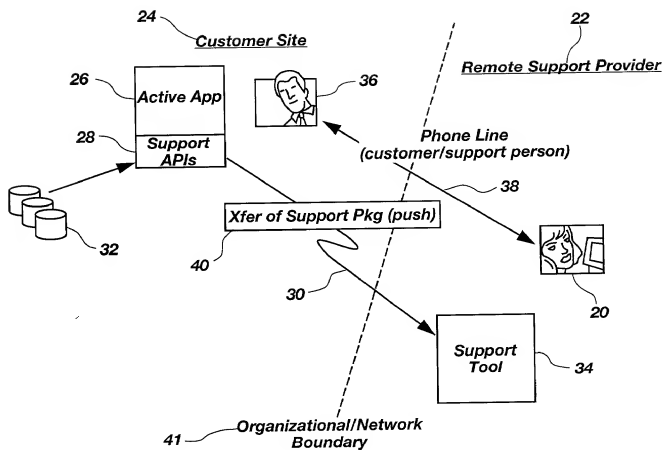 24
Customer Site
22
Remote Support Provider
26
Active App
36
28
Support
APIs
Phone Line
(customer/support person)
38
32
Xfer of Support Pkg (push)
40
30
20
Support
Tool
34
41
Organizational/Network
Boundary